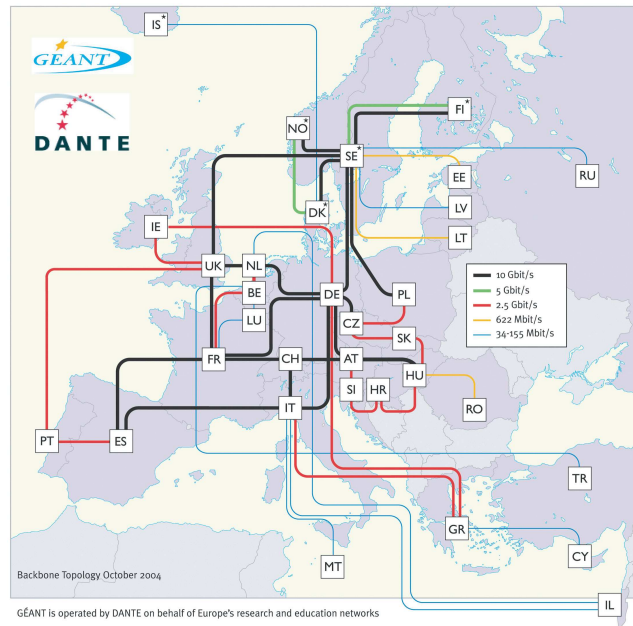 IS*
GEANT
DANTE
NO*
FI*
SE*
EE
RU
DK*
LV
IE
LT
UK
NL
DE
BE
PL
LU
CZ
SK
FR
CH
AT
HU
SI
HR
IT
RO
PT
ES
TR
GR
CY
MT
IL
10 Gbit/s
5 Gbit/s
2.5 Gbit/s
622 Mbit/s
34-155 Mbit/s
Backbone Topology October 2004
GÉANT is operated by DANTE on behalf of Europe's research and education networks